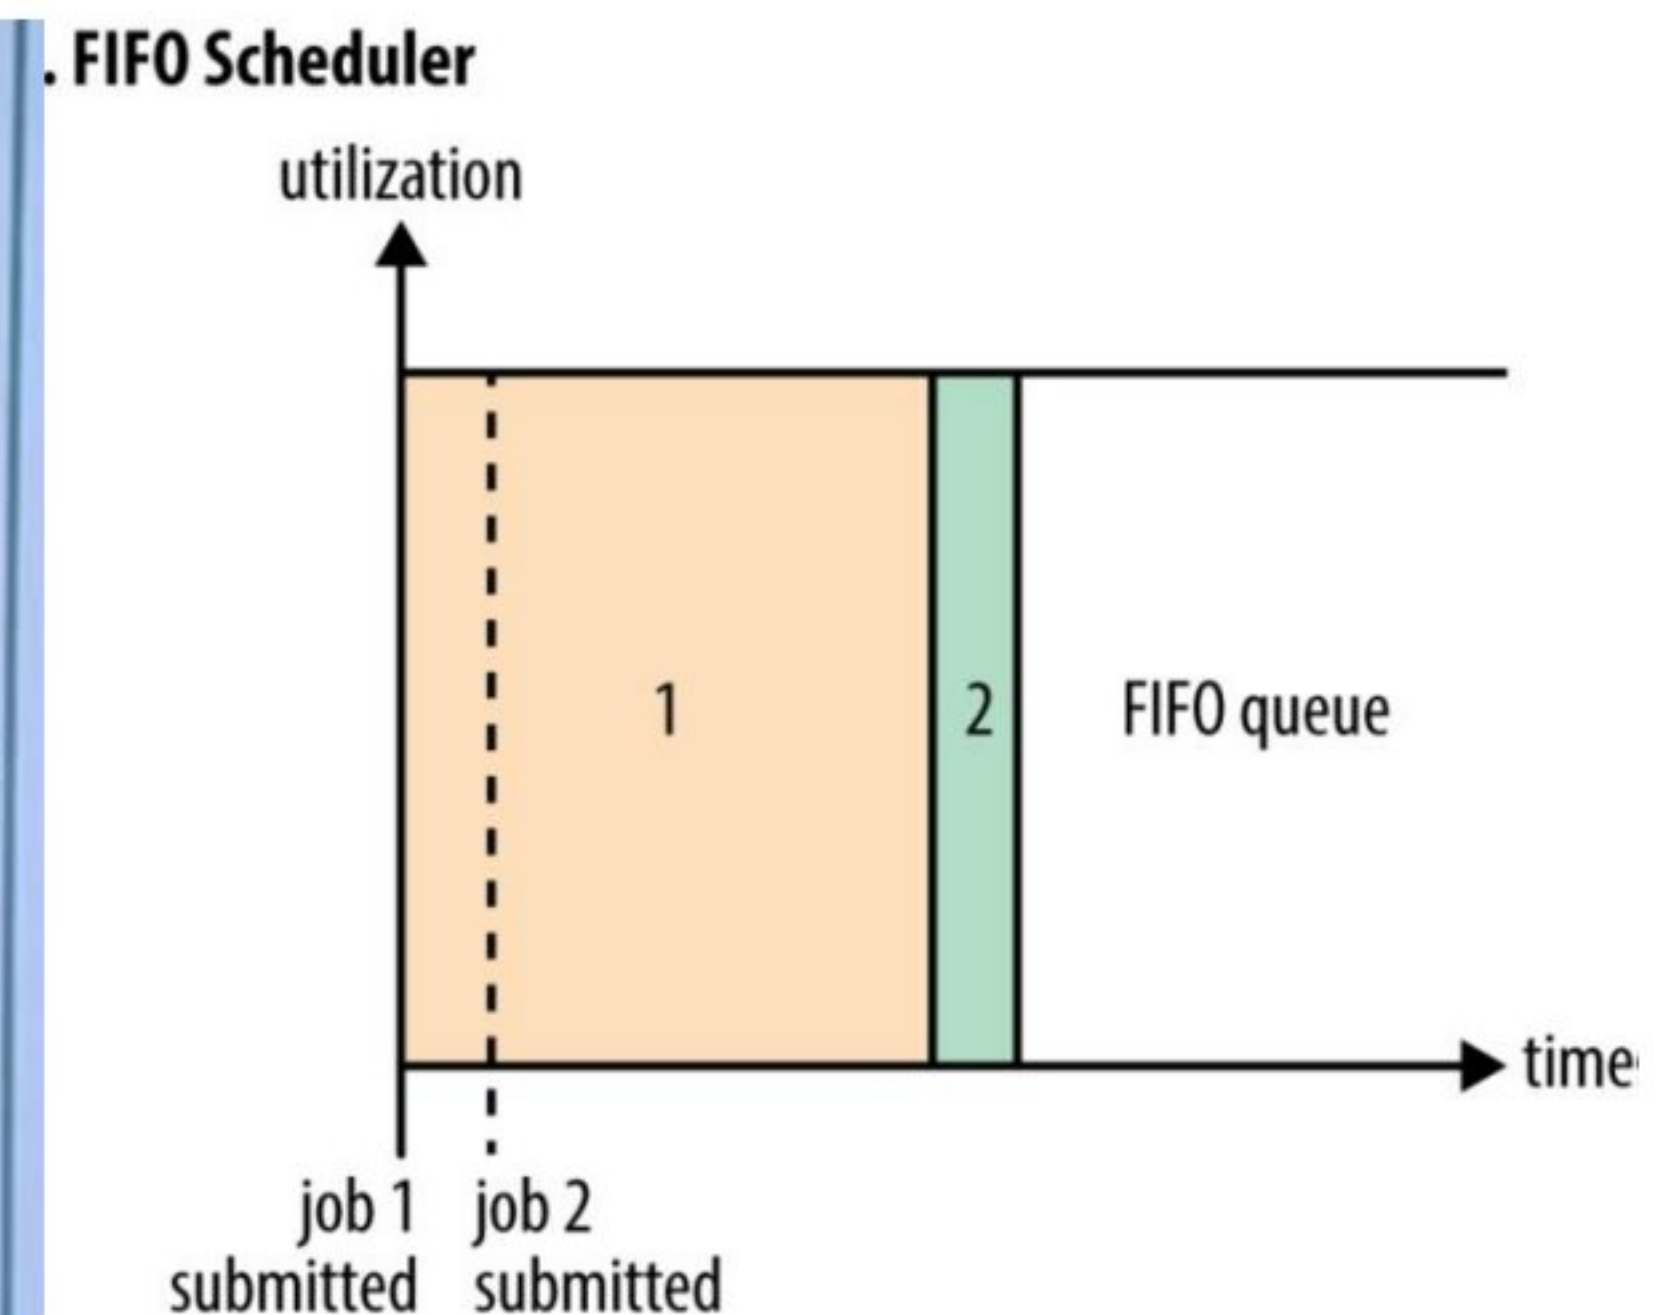 . FIFO Scheduler
utilization
1
2
FIFO queue
time
job 1
submitted
job 2
submitted